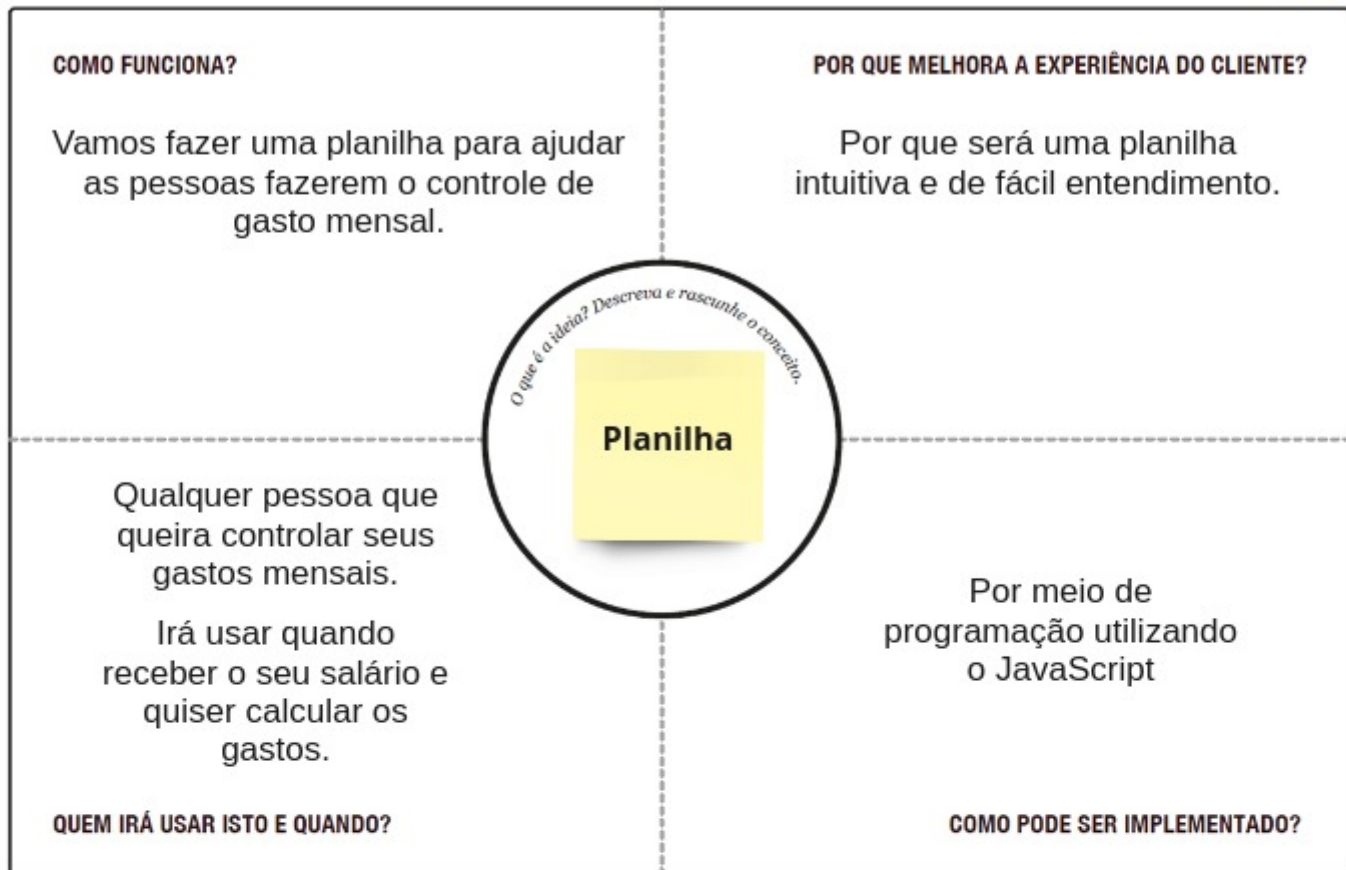 COMO FUNCIONA?
Vamos fazer uma planilha para ajudar
as pessoas fazerem o controle de
gasto mensal.
POR QUE MELHORA A EXPERIÊNCIA DO CLIENTE?
Por que será uma planilha
intuitiva e de fácil entendimento.
O que é a ideia? Descreva e rascunhe o conceito.
Planilha
Qualquer pessoa que
queira controlar seus
gastos mensais.
Irá usar quando
receber o seu salário e
quiser calcular os
gastos.
QUEM IRÁ USAR ISTO E QUANDO?
Por meio de
programação utilizando
o JavaScript
COMO PODE SER IMPLEMENTADO?